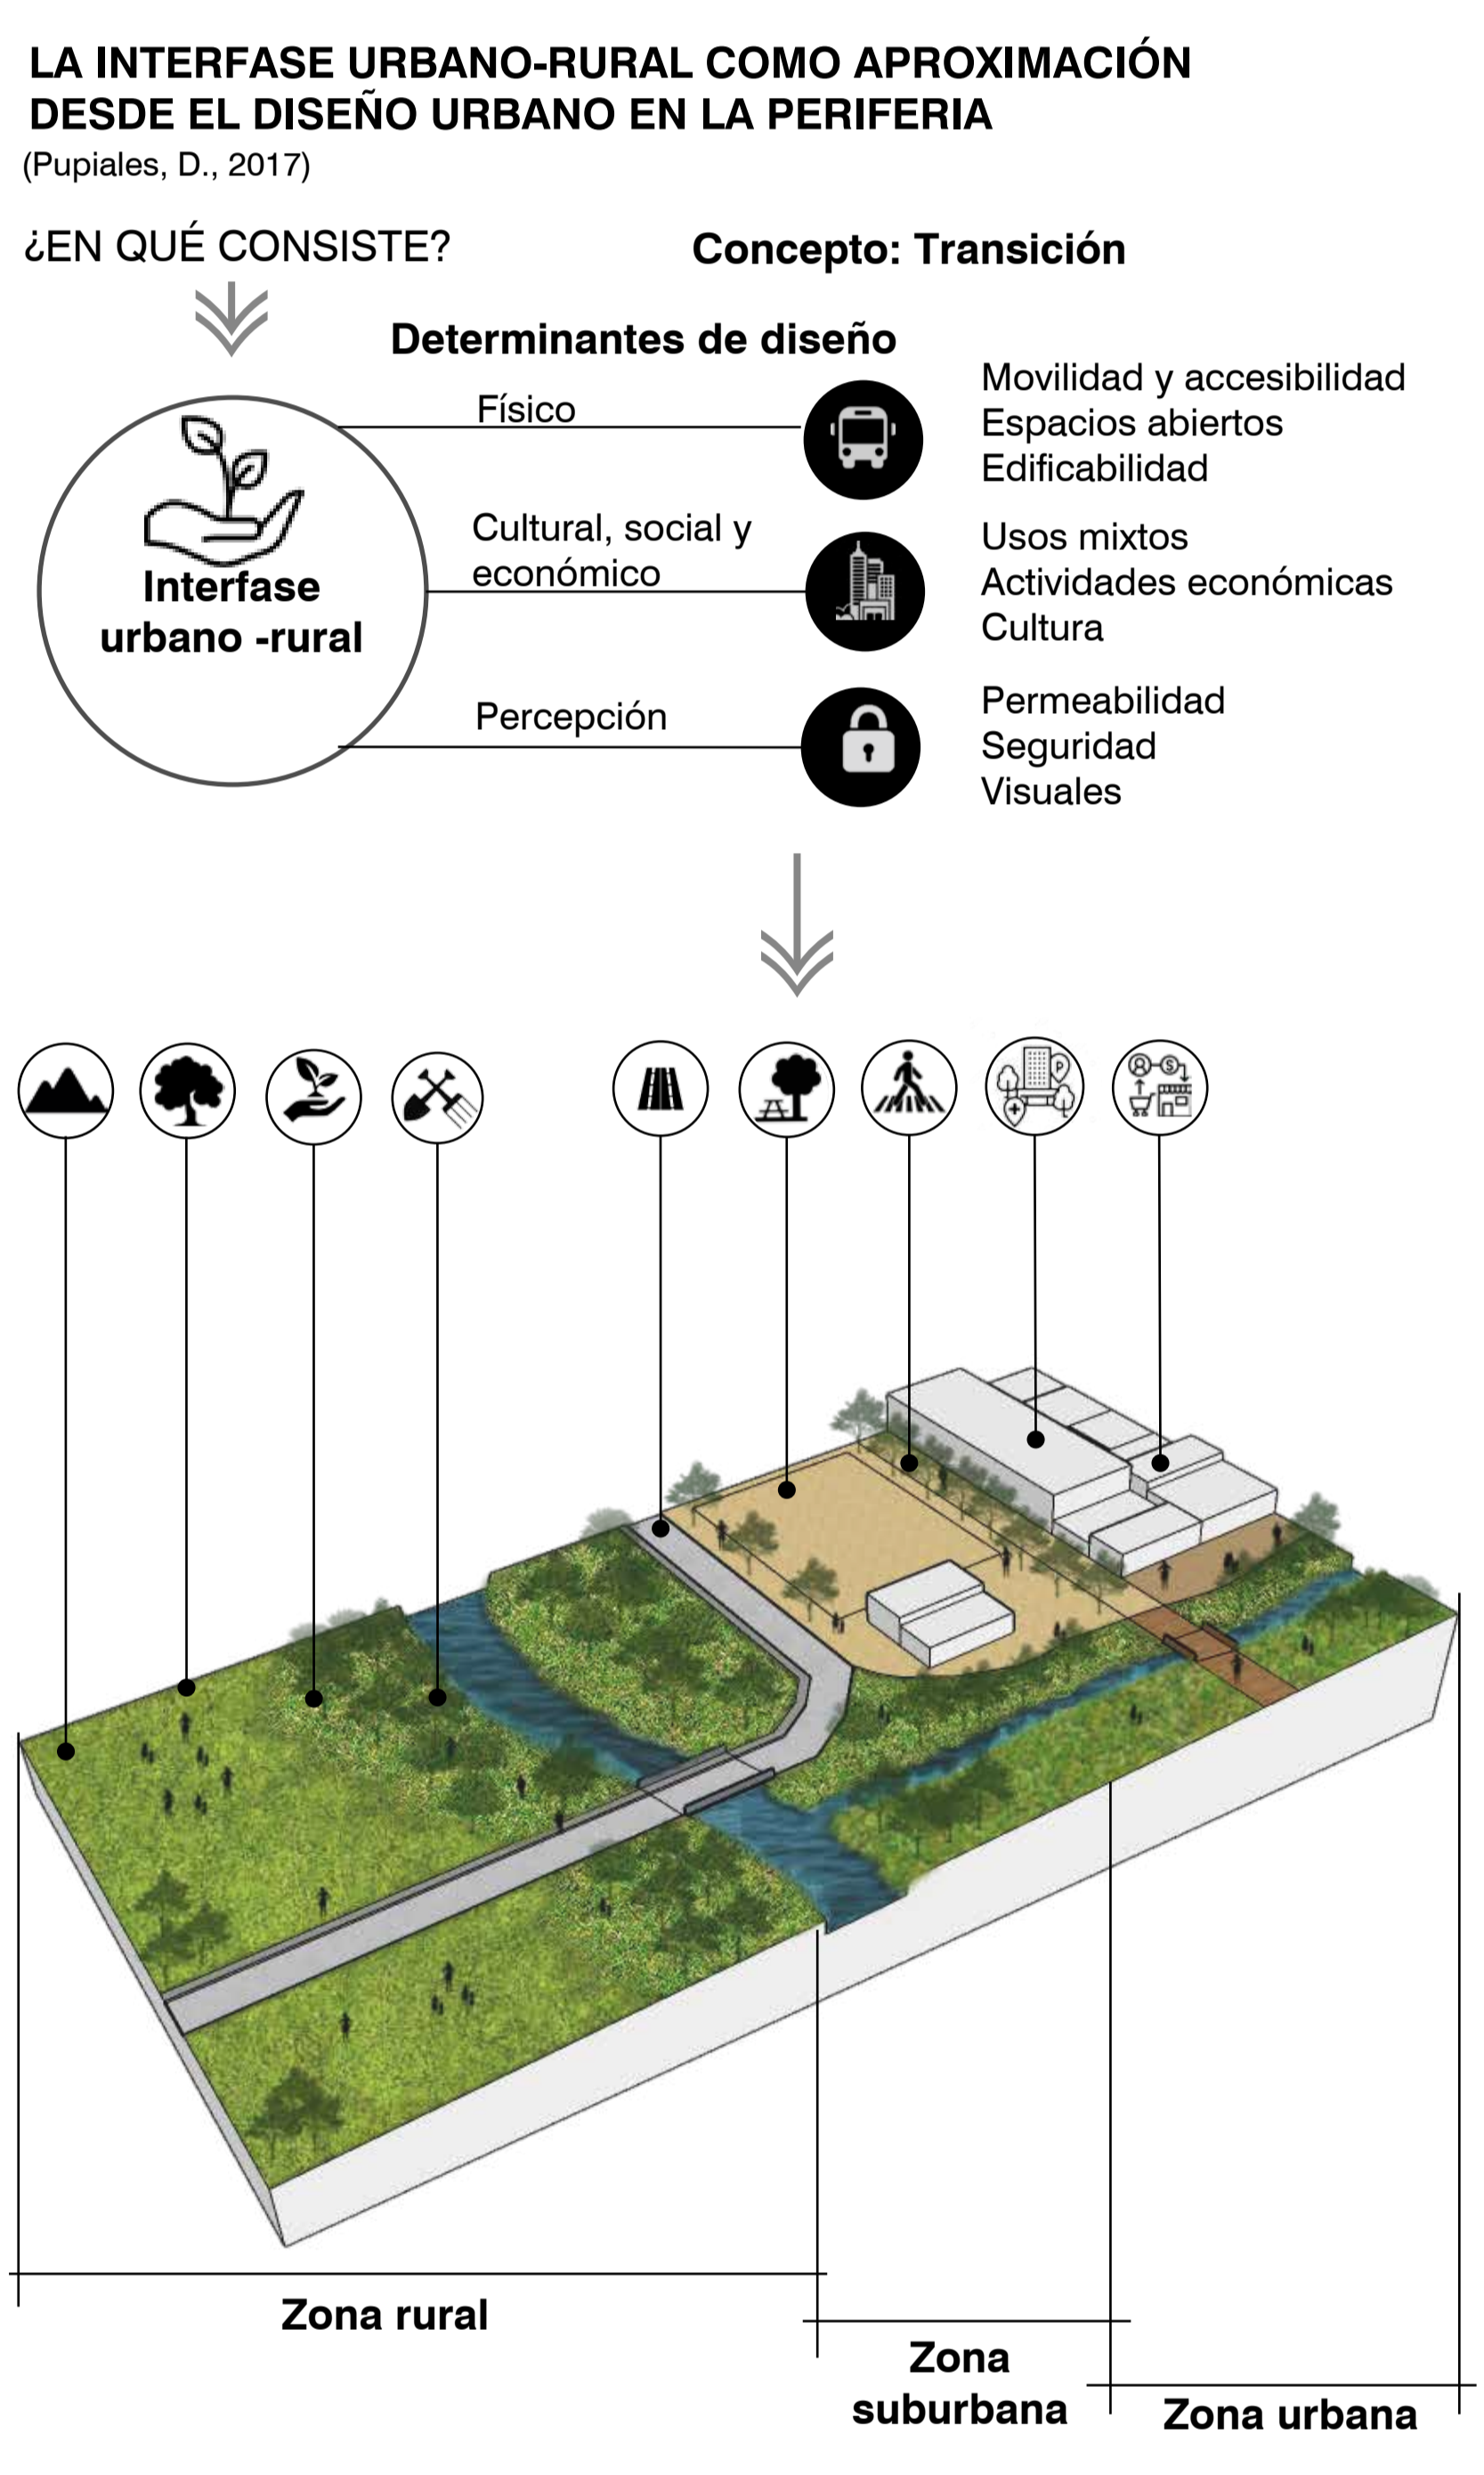 LA INTERFASE URBANO-RURAL COMO APROXIMACIÓN
DESDE EL DISEÑO URBANO EN LA PERIFERIA
(Pupiales, D., 2017)
¿EN QUÉ CONSISTE?
Concepto: Transición
Determinantes de diseño
Interfase
urbano -rural
Físico
Movilidad y accesibilidad
Espacios abiertos
Edificabilidad
Cultural, social y
económico
Usos mixtos
Actividades económicas
Cultura
Percepción
Permeabilidad
Seguridad
Visuales
P
S
Zona rural
Zona
suburbana
Zona urbana